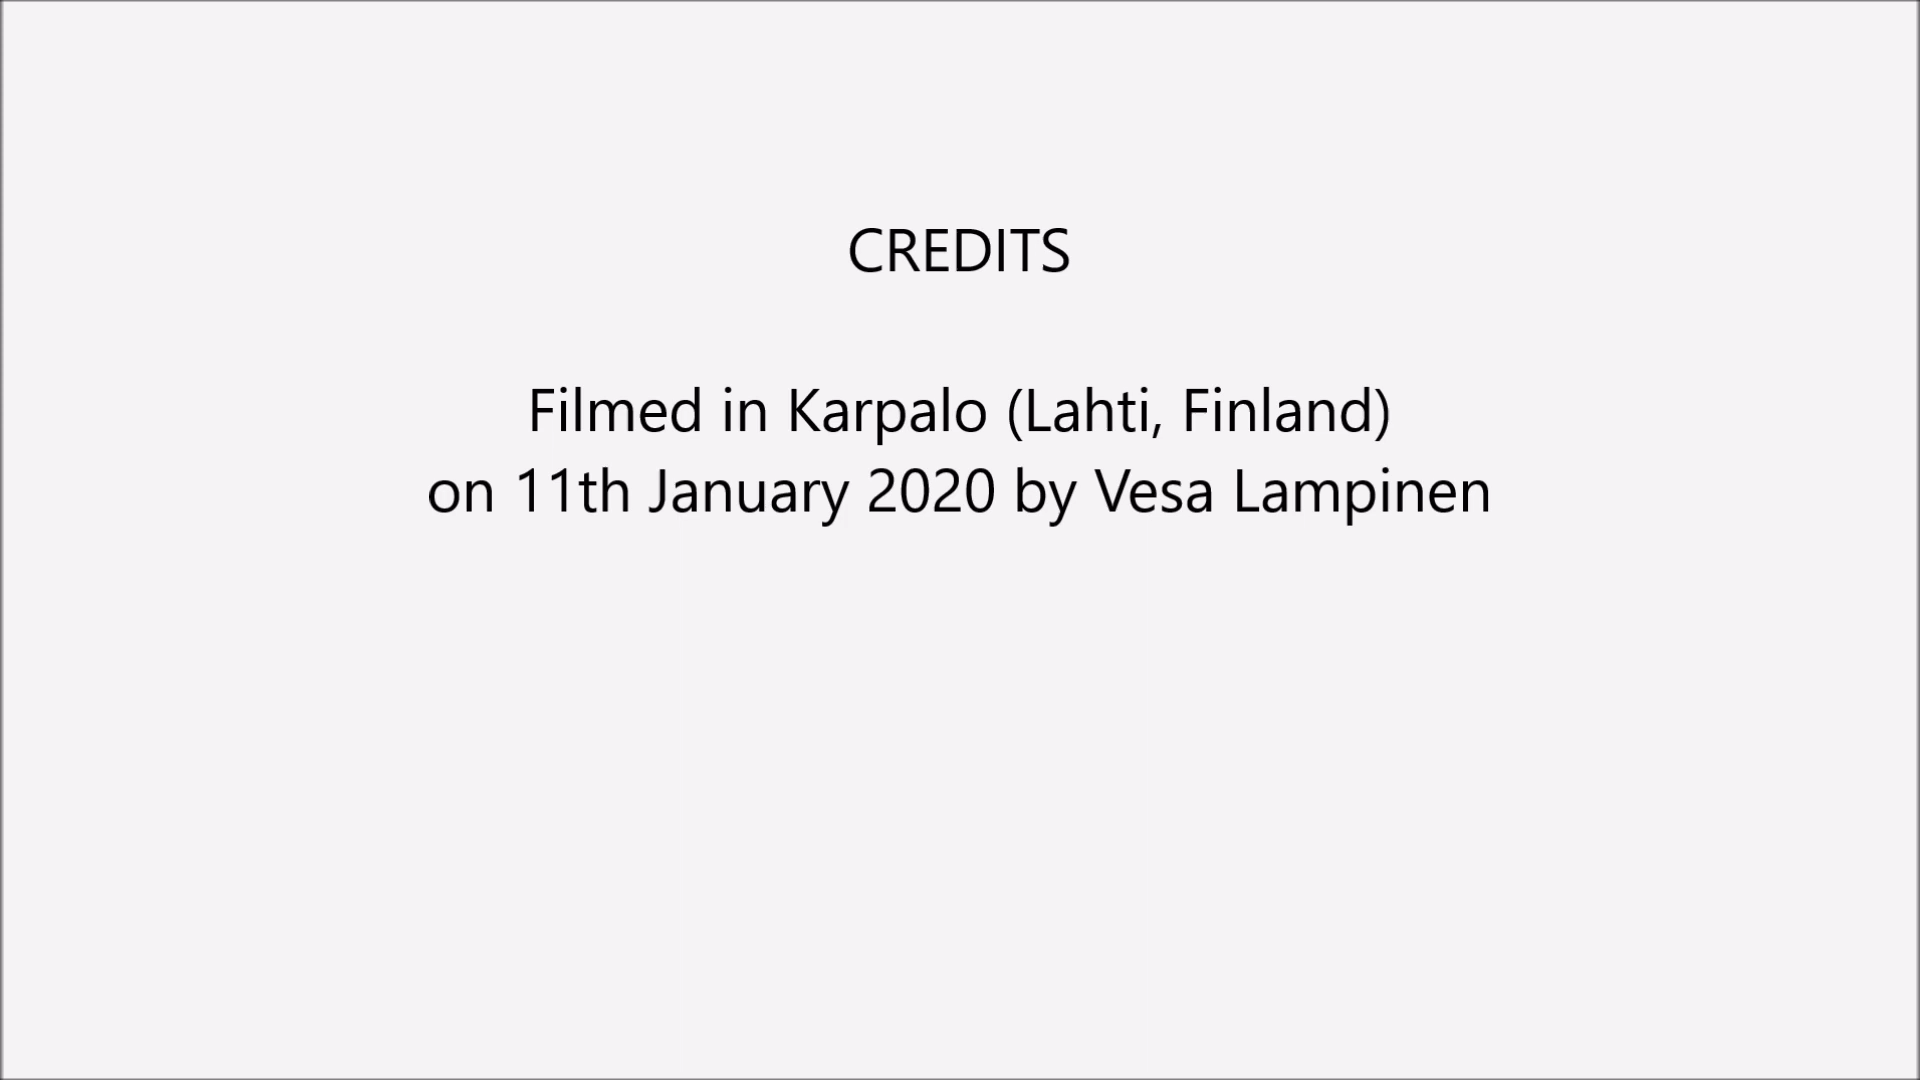 CREDITS
Filmed in Karpalo (Lahti, Finland)
on 11th January 2020 by Vesa Lampinen